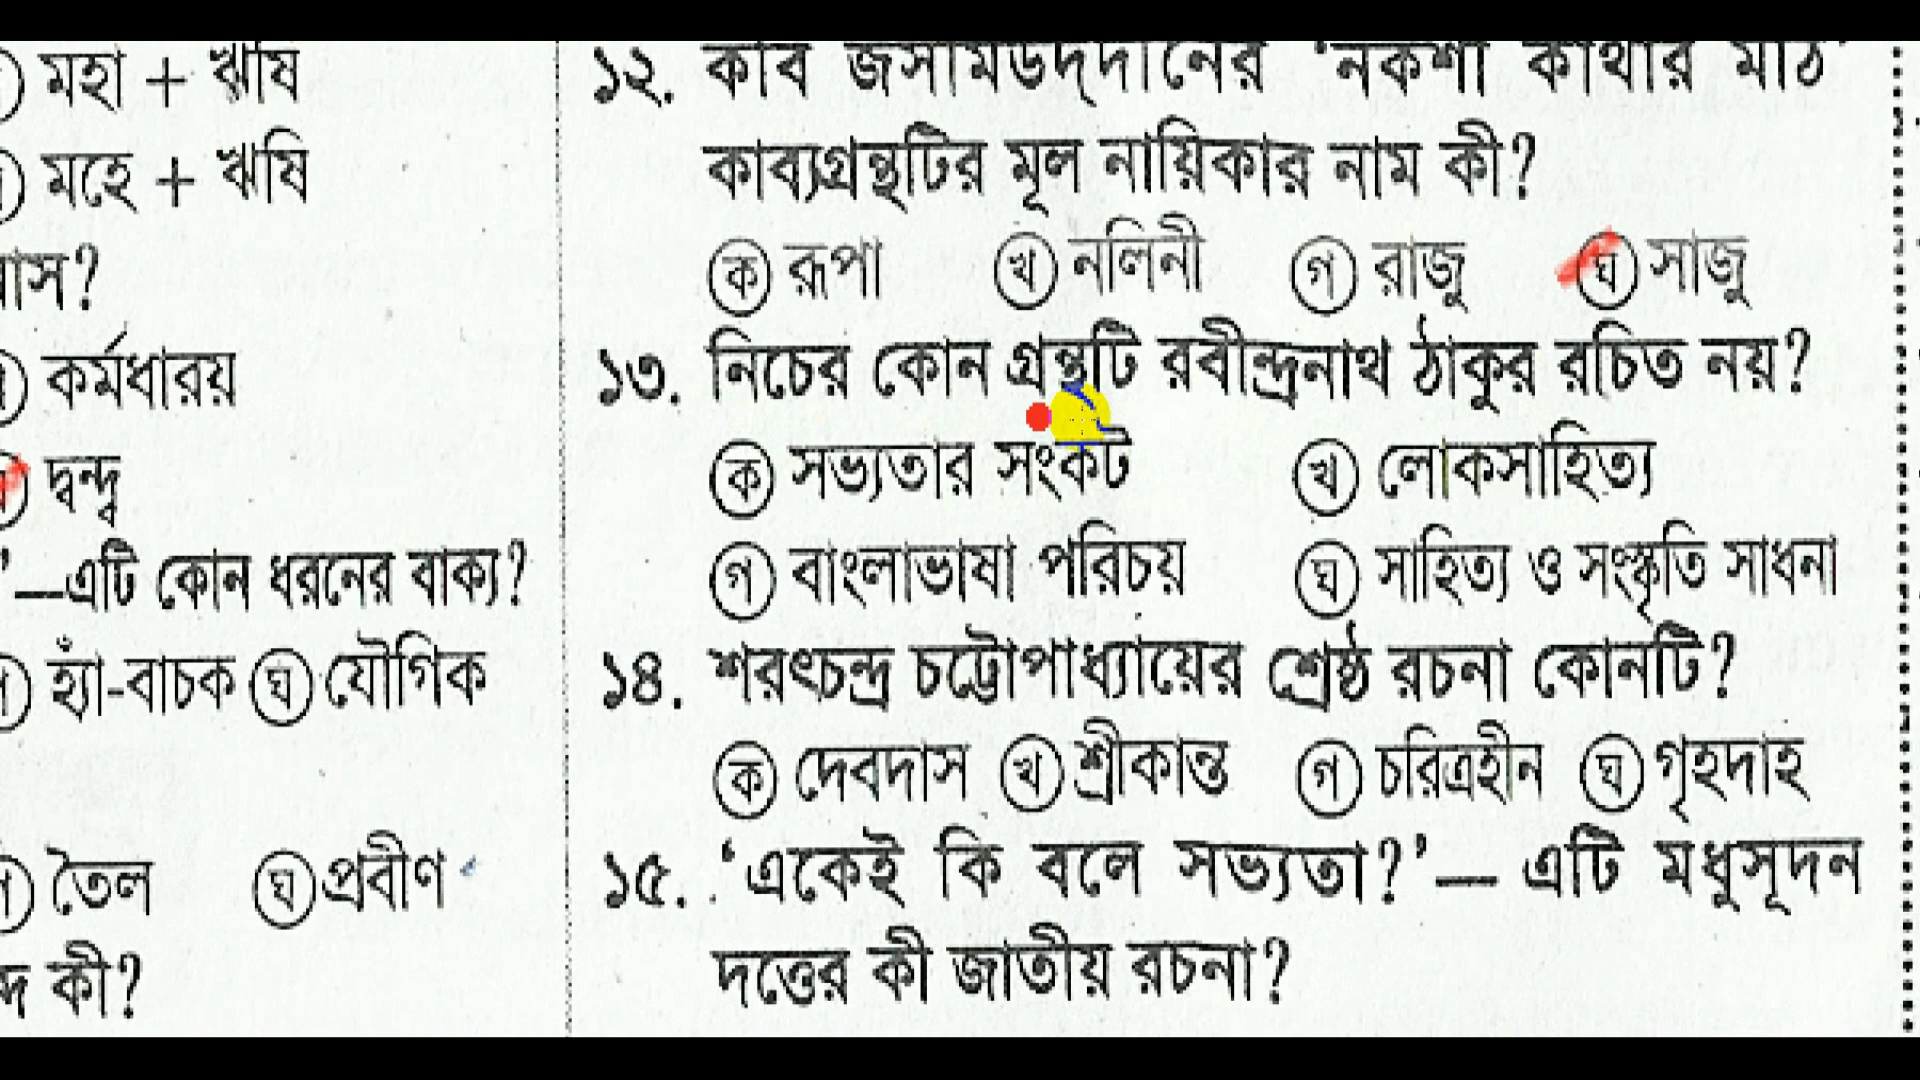 মহা + ঋষি
মহে + ঋষি
কর্মধারয়
দ্বন্দ্ব
’ —এটি কোন ধরনের বাক্য?
হ্যাঁ-বাচক ঘ যৌগিক
তৈল ঘ প্রবীণ
কী?
১২. কবি জসীমউদ্‌দীনের ‘নকশী কাঁথার মাঠ’
কাব্যগ্রন্থটির মূল নায়িকার নাম কী?
ক রূপা খ নলিনী গ রাজু ঘ সাজু
১৩. নিচের কোন গ্রন্থটি রবীন্দ্রনাথ ঠাকুর রচিত নয়?
ক সভ্যতার সংকট খ লোকসাহিত্য
গ বাংলাভাষা পরিচয় ঘ সাহিত্য ও সংস্কৃতি সাধনা
১৪. শরৎচন্দ্র চট্টোপাধ্যায়ের শ্রেষ্ঠ রচনা কোনটি?
ক দেবদাস খ শ্রীকান্ত গ চরিত্রহীন ঘ গৃহদাহ
১৫. ‘একেই কি বলে সভ্যতা?’— এটি মধুসূদন
দত্তের কী জাতীয় রচনা?